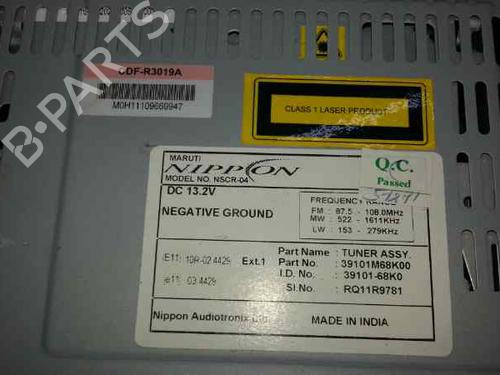 CDF-R3019A
M0H11109669947
B-PARTS
CLASS 1 LASER PRODUCT
MARUTI
NIPPON
MODEL NO. NSCR-04
Q.C.
Passed
DC 13.2V
NEGATIVE GROUND
FREQUENCY RANGE
FM : 87.5 - 108.0MHz
MW : 522 - 1611KHz
LW : 153 - 279KHz
E11: 10R-02 4429 Ext.1
e11: 03 4429
Part Name : TUNER ASSY.
Part No. : 39101M68K00
I.D. No. : 39101-68K0
Sl.No. : RQ11R9781
Nippon Audiotronix Ltd.
MADE IN INDIA